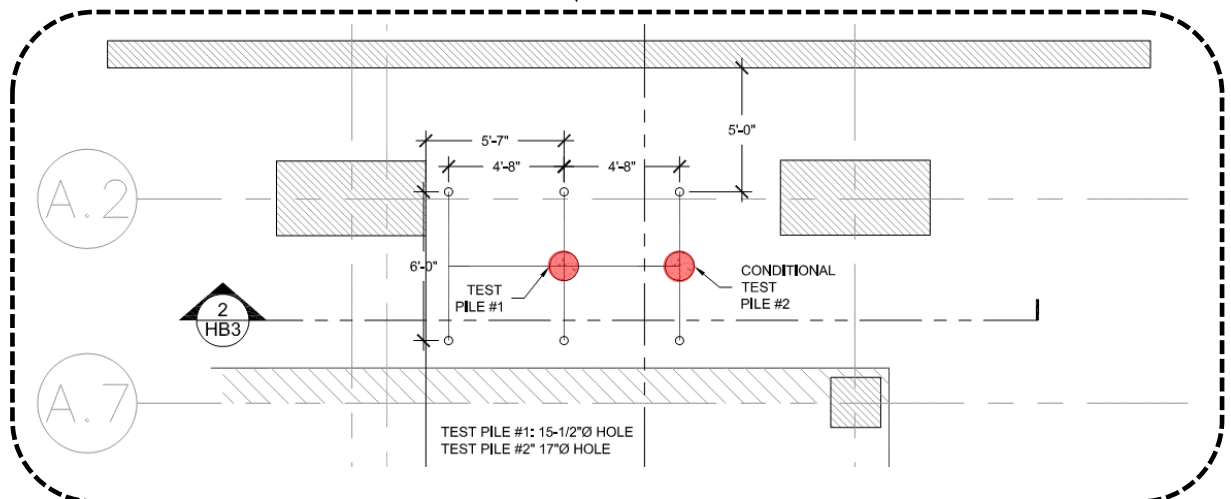 5'-0"
5'-7"
4'-8"
4'-8"
A.2
6'-0"
TEST
PILE #1
CONDITIONAL
TEST
PILE #2
2
HB3
A.7
TEST PILE #1: 15-1/2"Ø HOLE
TEST PILE #2" 17"Ø HOLE